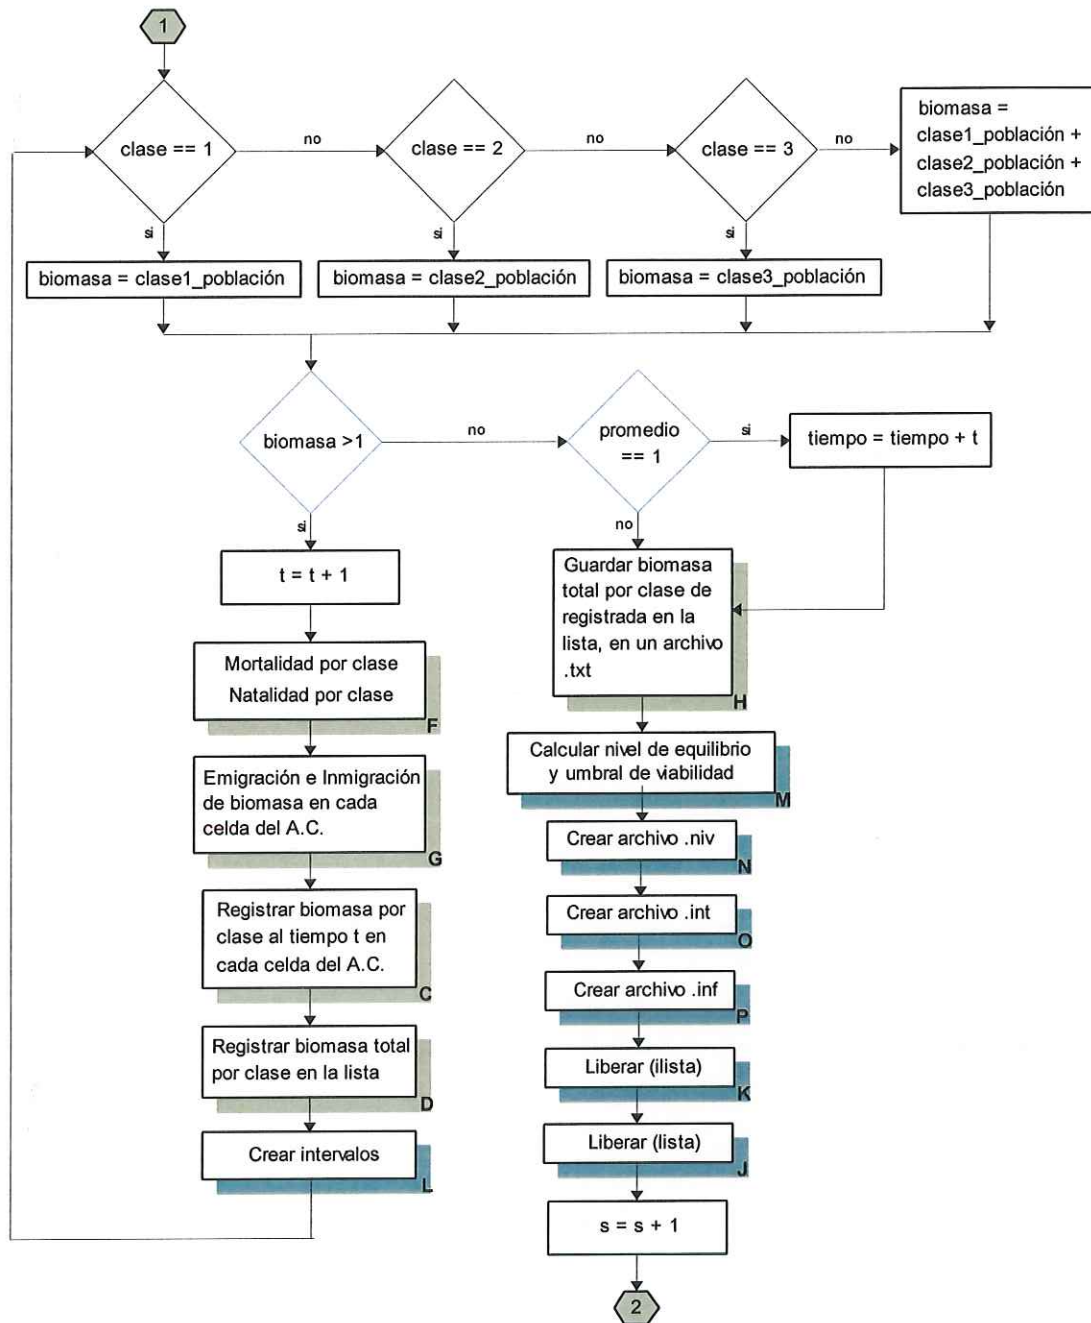 1
clase == 1
no
clase == 2
no
clase == 3
no
biomasa =
clase1_población +
clase2_población +
clase3_población
si
si
si
biomasa = clase1_población
biomasa = clase2_población
biomasa = clase3_población
biomasa >1
no
promedio
== 1
si
tiempo = tiempo + t
si
no
t = t + 1
Mortalidad por clase
Natalidad por clase
F
Emigración e Inmigración
de biomasa en cada
celda del A.C.
G
Registrar biomasa por
clase al tiempo t en
cada celda del A.C.
C
Registrar biomasa total
por clase en la lista
D
Crear intervalos
L
Guardar biomasa
total por clase de
registrada en la
lista, en un archivo
.txt
H
Calcular nivel de equilibrio
y umbral de viabilidad
M
Crear archivo .niv
N
Crear archivo .int
O
Crear archivo .inf
P
Liberar (ilista)
K
Liberar (lista)
J
s = s + 1
2